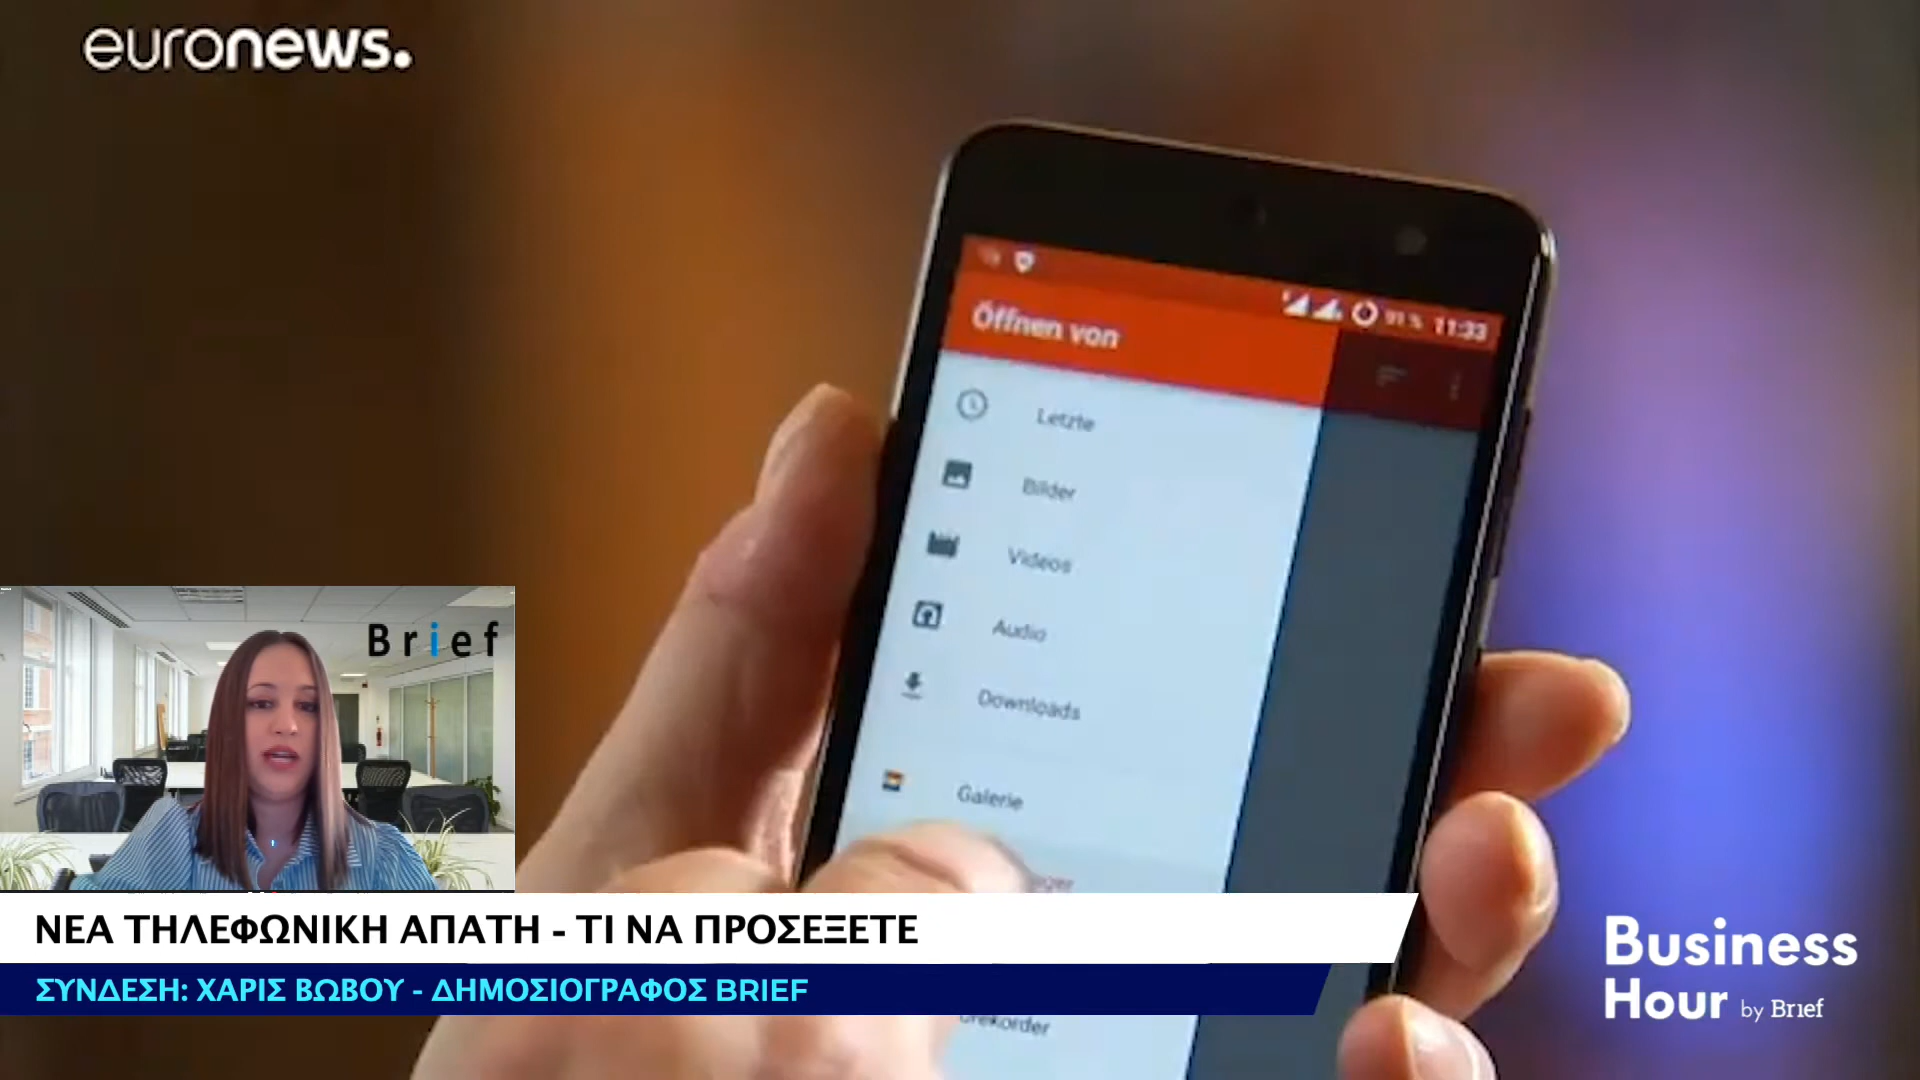 euronews.
Öffnen von
91 % 11:33
Letzte
Bilder
Videos
Audio
Downloads
Galerie
Brief
ΝΕΑ ΤΗΛΕΦΩΝΙΚΗ ΑΠΑΤΗ - ΤΙ ΝΑ ΠΡΟΣΕΞΕΤΕ
ΣΥΝΔΕΣΗ: ΧΑΡΙΣ ΒΩΒΟΥ - ΔΗΜΟΣΙΟΓΡΑΦΟΣ BRIEF
Business
Hour by Brief